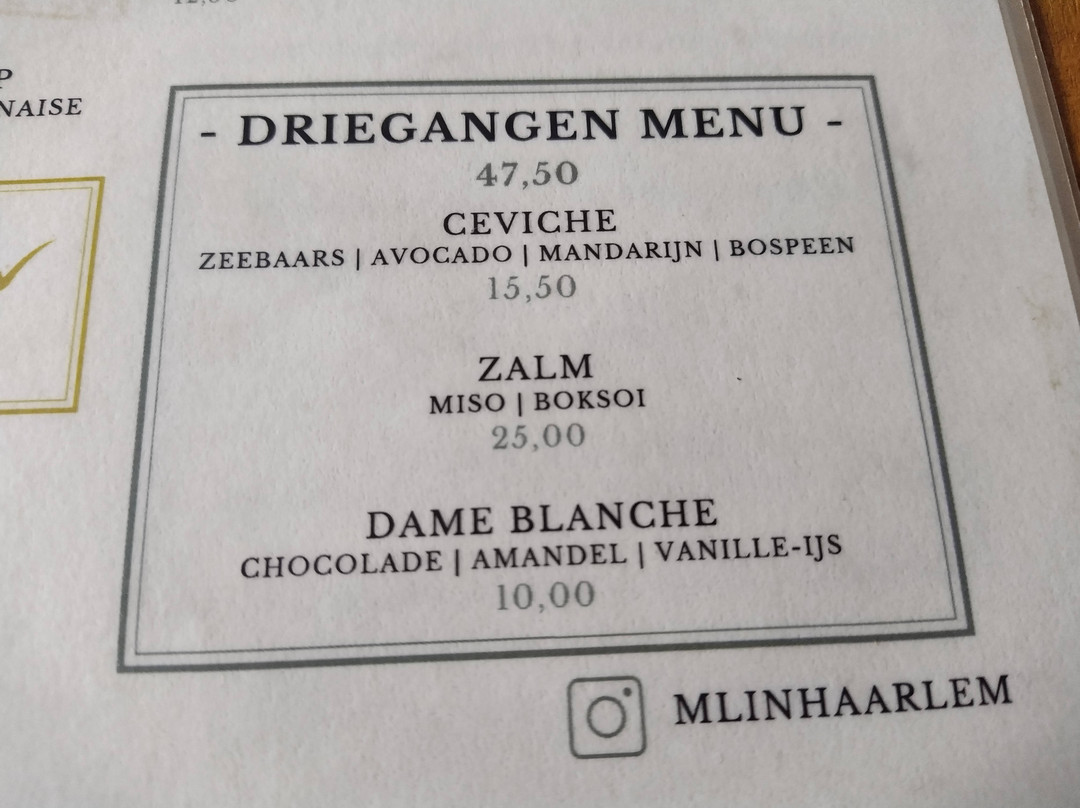 NAISE
- DRIEGANGEN MENU -
47,50
CEVICHE
ZEEBAARS | AVOCADO | MANDARIJN | BOSPEEN
15,50
ZALM
MISO | BOKSOI
25,00
DAME BLANCHE
CHOCOLADE | AMANDEL | VANILLE-IJS
10,00
MLINHAARLEM